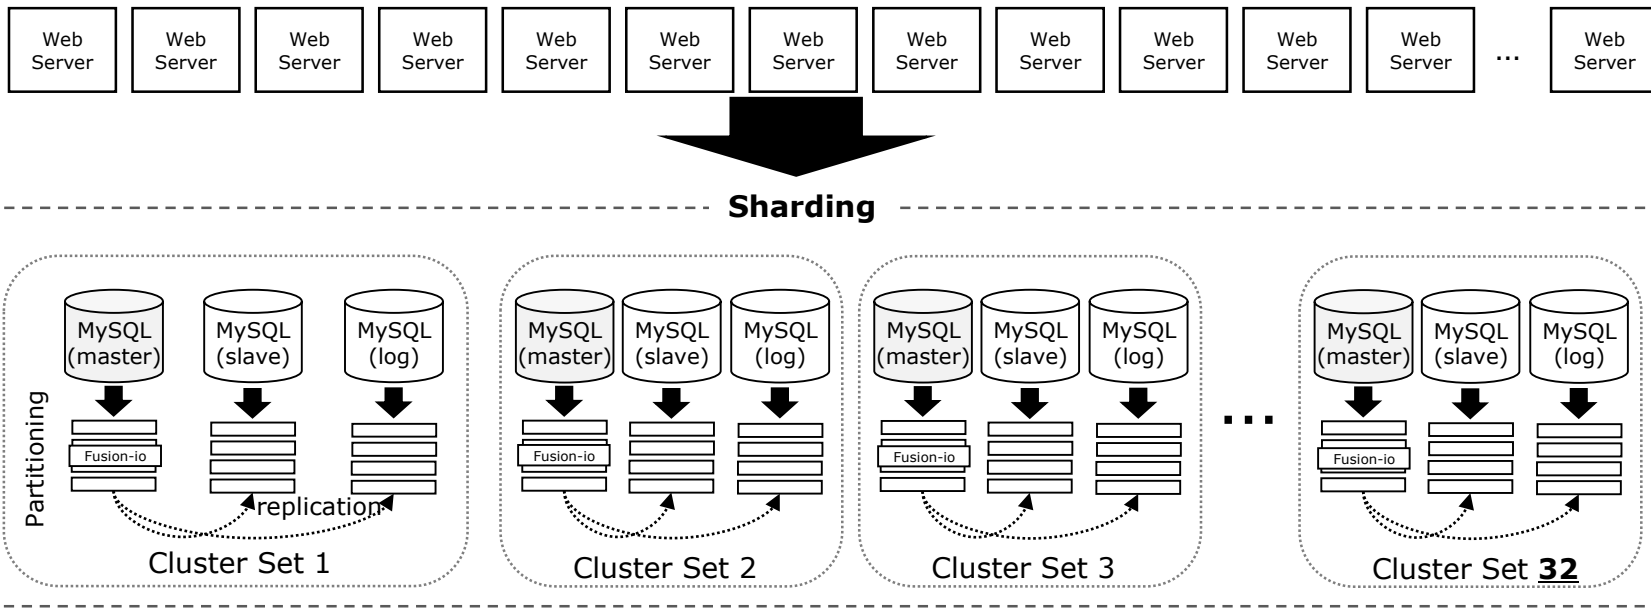 Web Server
Web Server
Web Server
Web Server
Web Server
Web Server
Web Server
Web Server
Web Server
Web Server
Web Server
Web Server
...
Web Server
Sharding
MySQL (master)
MySQL (slave)
MySQL (log)
Partitioning
Fusion-io
replication
Cluster Set 1
MySQL (master)
MySQL (slave)
MySQL (log)
Fusion-io
Cluster Set 2
MySQL (master)
MySQL (slave)
MySQL (log)
Fusion-io
Cluster Set 3
...
MySQL (master)
MySQL (slave)
MySQL (log)
Fusion-io
Cluster Set 32